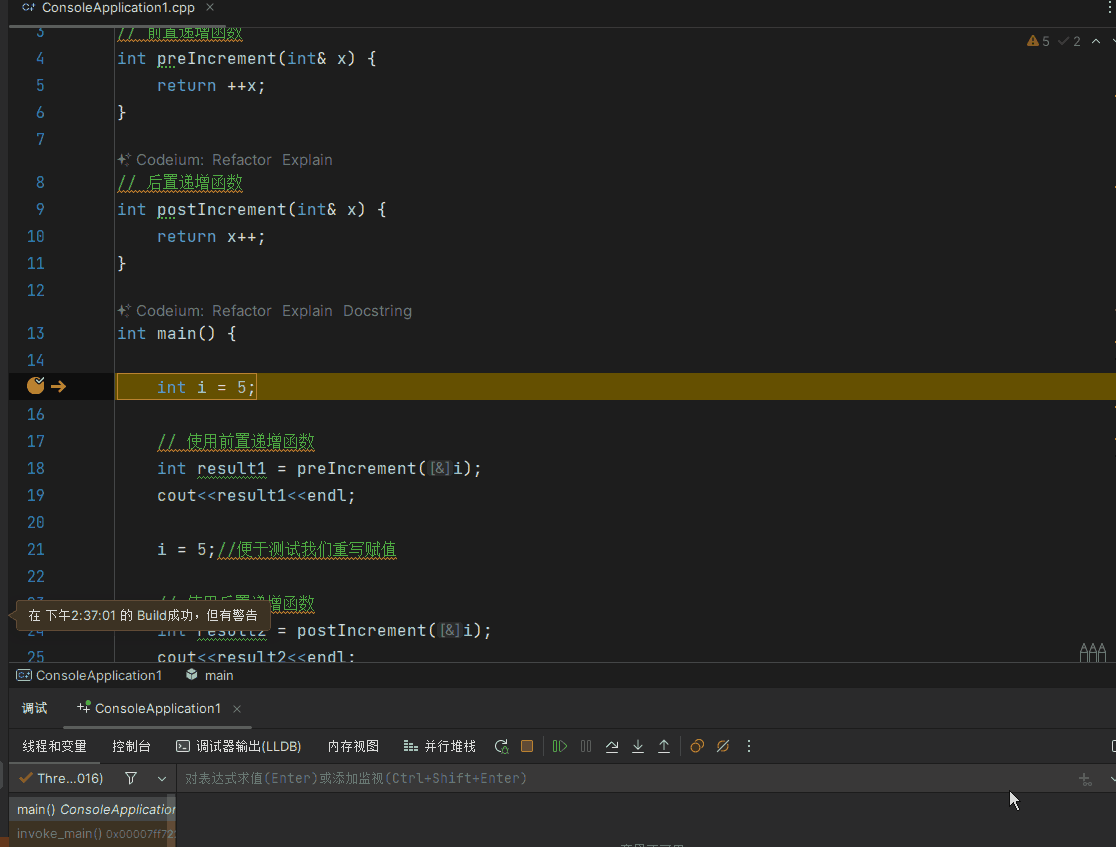 ConsoleApplication1.cpp
3 // 前置递增函数
5 2
4 int preIncrement(int& x) {
5 return ++x;
6 }
7
Codeium: Refactor Explain
8 // 后置递增函数
9 int postIncrement(int& x) {
10 return x++;
11 }
12
Codeium: Refactor Explain Docstring
13 int main() {
14
int i = 5;
16
17 // 使用前置递增函数
18 int result1 = preIncrement([&]i);
19 cout<<result1<<endl;
20
21 i = 5;//便于测试我们重写赋值
22
23 // 使用后置递增函数
在 下午2:37:01 的 Build成功，但有警告
24 int result2 = postIncrement([&]i);
25 cout<<result2<<endl;
ConsoleApplication1 main
调试 ConsoleApplication1
线程和变量 控制台 调试器输出(LLDB) 内存视图 并行堆栈
Thre...016) 对表达式求值(Enter)或添加监视(Ctrl+Shift+Enter)
main() ConsoleApplication
invoke_main() 0x00007ff72